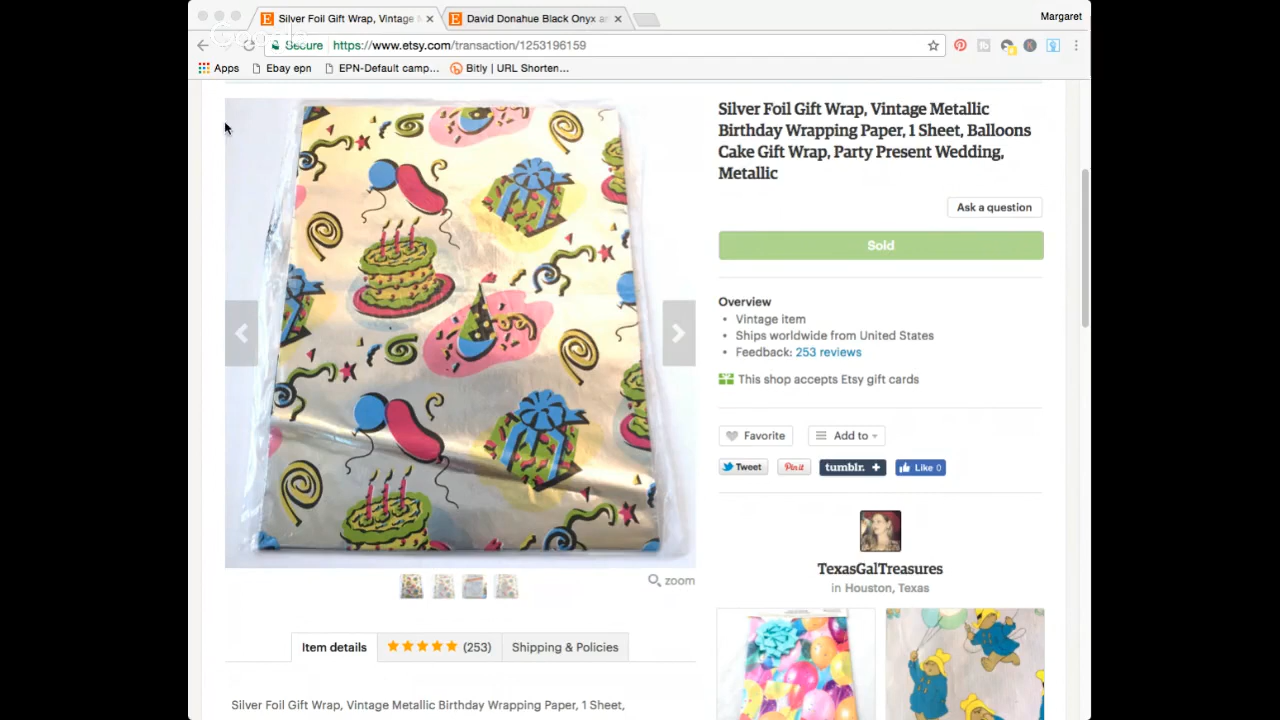 Silver Foil Gift Wrap, Vintage M
David Donahue Black Onyx a
Margaret
Google
Secure
https://www.etsy.com/transaction/1253196159
Apps
Ebay epn
EPN-Default camp...
Bitly | URL Shorten...
Silver Foil Gift Wrap, Vintage Metallic
Birthday Wrapping Paper, 1 Sheet, Balloons
Cake Gift Wrap, Party Present Wedding,
Metallic
Ask a question
Sold
Overview
• Vintage item
• Ships worldwide from United States
• Feedback: 253 reviews
This shop accepts Etsy gift cards
Favorite
Add to
Tweet
Pin it
tumblr. +
Like 0
TexasGalTreasures
in Houston, Texas
zoom
Item details
(253)
Shipping & Policies
Silver Foil Gift Wrap, Vintage Metallic Birthday Wrapping Paper, 1 Sheet,